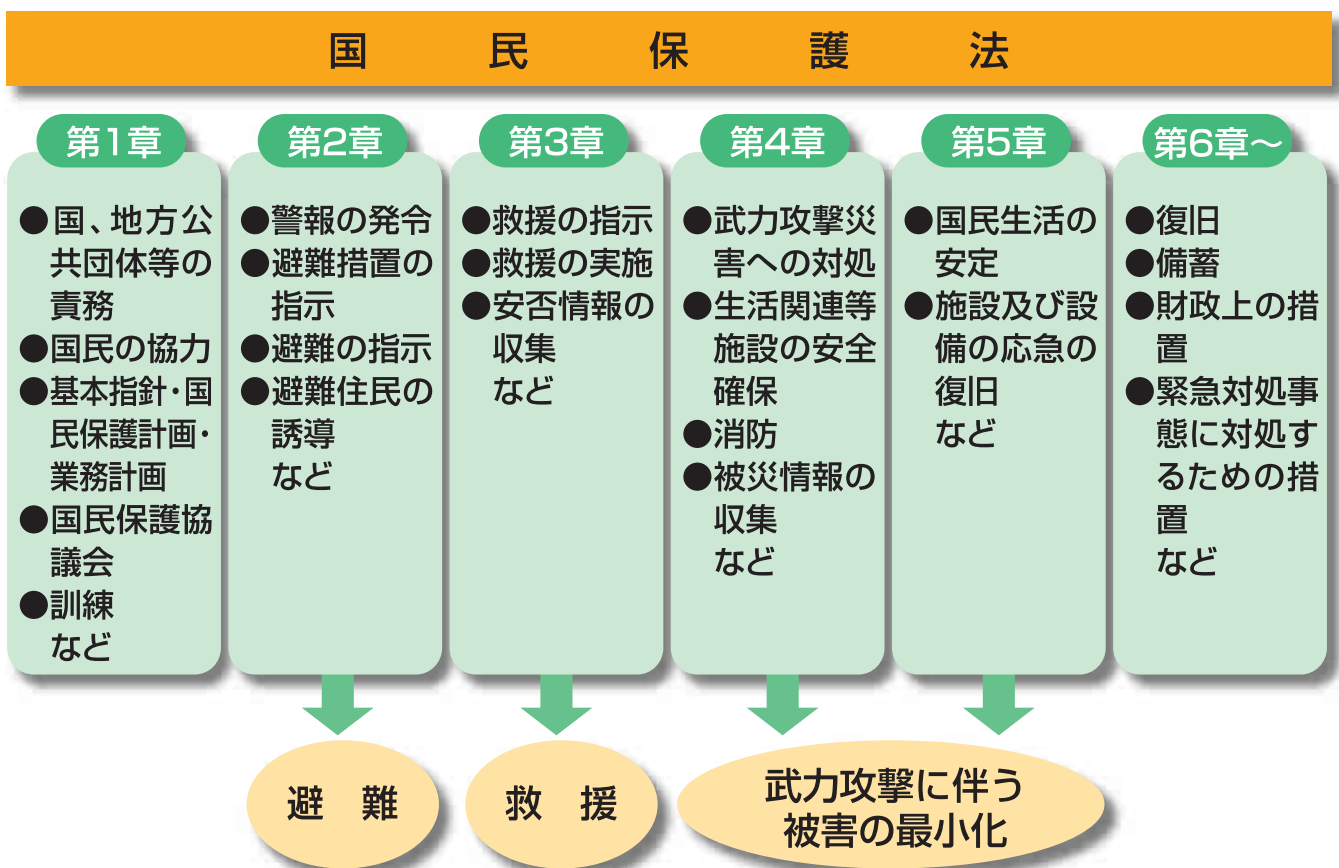 国民保護法
第1章
●国、地方公
共団体等の
責務
●国民の協力
●基本指針・国
民保護計画・
業務計画
●国民保護協
議会
●訓練
など
第2章
●警報の発令
●避難措置の
指示
●避難の指示
●避難住民の
誘導
など
第3章
●救援の指示
●救援の実施
●安否情報の
収集
など
第4章
●武力攻撃災
害への対処
●生活関連等
施設の安全
確保
●消防
●被災情報の
収集
など
第5章
●国民生活の
安定
●施設及び設
備の応急の
復旧
など
第6章～
●復旧
●備蓄
●財政上の措
置
●緊急対処事
態に対処す
るための措
置
など
避難
救援
武力攻撃に伴う
被害の最小化